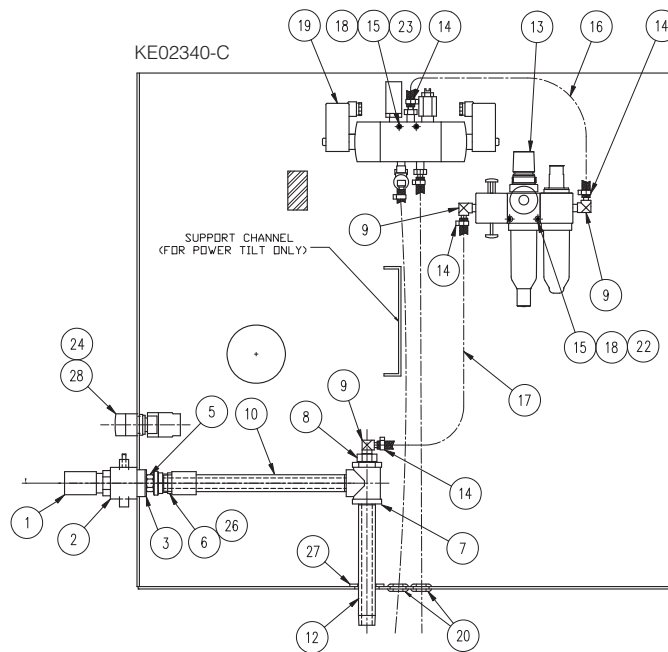 19 18 15 23 14 13 16 14
KE02340-C
9
SUPPORT CHANNEL
(FOR POWER TILT ONLY)
14
9
24
15 18 22
28
5 10 8 9 17
14
1 2 3 6 26 7
27
12 20